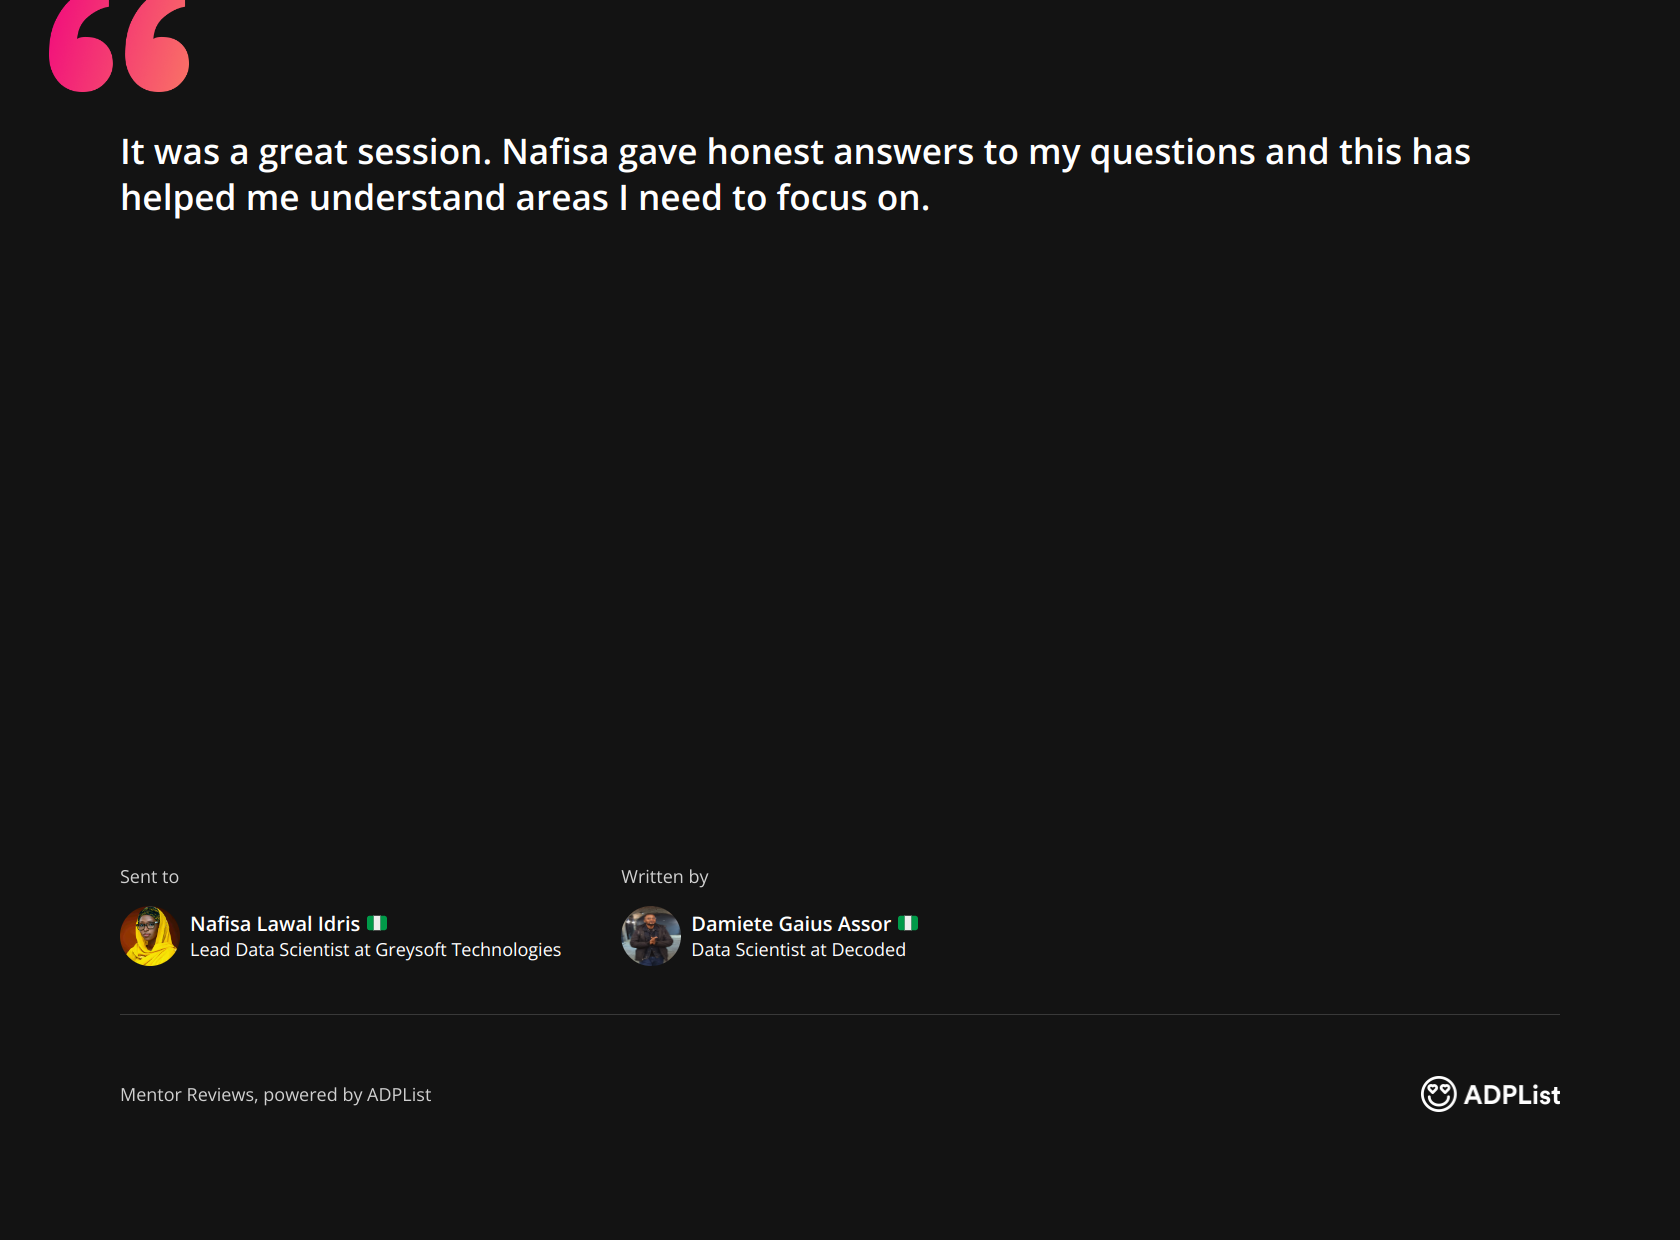 It was a great session. Nafisa gave honest answers to my questions and this has
helped me understand areas I need to focus on.
Sent to
Nafisa Lawal Idris 🇳🇬
Lead Data Scientist at Greysoft Technologies
Written by
Damiete Gaius Assor 🇳🇬
Data Scientist at Decoded
Mentor Reviews, powered by ADPList
ADPList